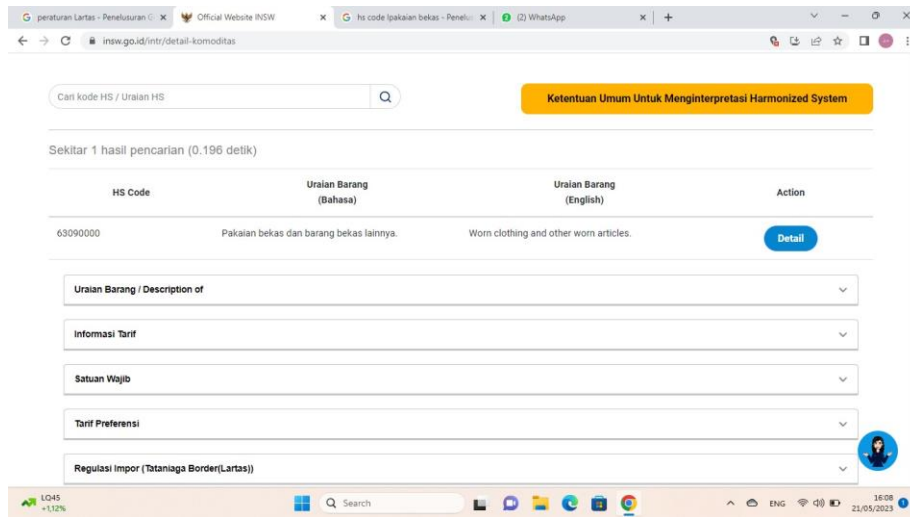 peraturan Lartas - Penelusuran G
Official Website INSW
hs code lpakaian bekas - Penelu
(2) WhatsApp
insw.go.id/intr/detail-komoditas
Cari kode HS / Uraian HS
Ketentuan Umum Untuk Menginterpretasi Harmonized System
Sekitar 1 hasil pencarian (0.196 detik)
HS Code
Uraian Barang
(Bahasa)
Uraian Barang
(English)
Action
63090000
Pakaian bekas dan barang bekas lainnya.
Worn clothing and other worn articles.
Detail
Uraian Barang / Description of
Informasi Tarif
Satuan Wajib
Tarif Preferensi
Regulasi Impor (Tataniaga Border(Lartas))
LQ45
+1,12%
Search
ENG
16:08
21/05/2023
1